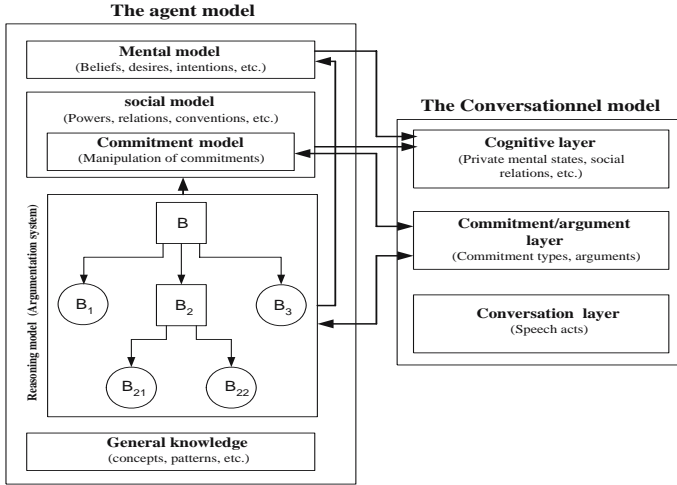 The agent model
Mental model
(Beliefs, desires, intentions, etc.)
social model
(Powers, relations, conventions, etc.)
Commitment model
(Manipulation of commitments)
Reasoning model (Argumentation system)
B
B1
B2
B3
B21
B22
General knowledge
(concepts, patterns, etc.)
The Conversationnel model
Cognitive layer
(Private mental states, social
relations, etc.)
Commitment/argument
layer
(Commitment types, arguments)
Conversation layer
(Speech acts)